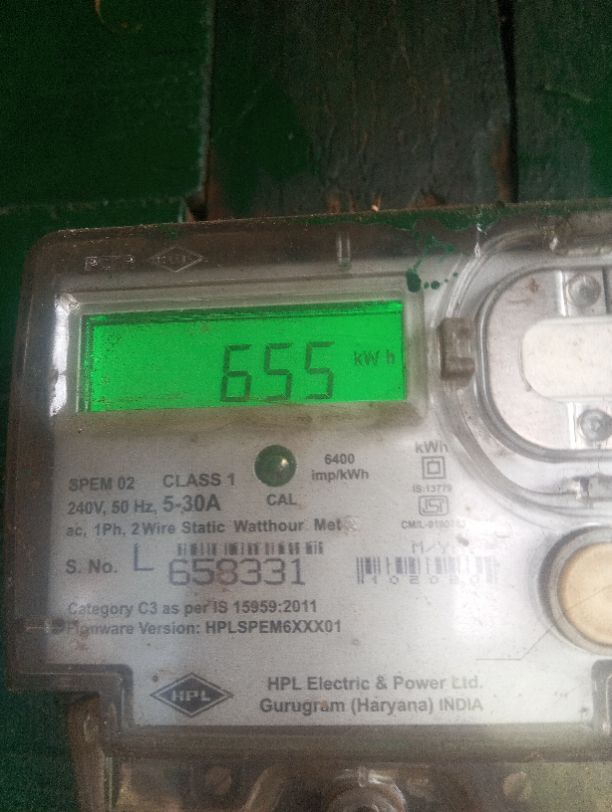 HPL
655 kWh
6400
imp/kWh
kWh
SPEM 02 CLASS 1
240V, 50 Hz, 5-30A
CAL
IS:13779
ac, 1Ph, 2 Wire Static Watthour
S. No. L 658331
Category C3 as per IS 15959:2011
Firmware Version: HPLSPEM6XXX01
HPL
HPL Electric & Power Ltd.
Gurugram (Haryana) INDIA